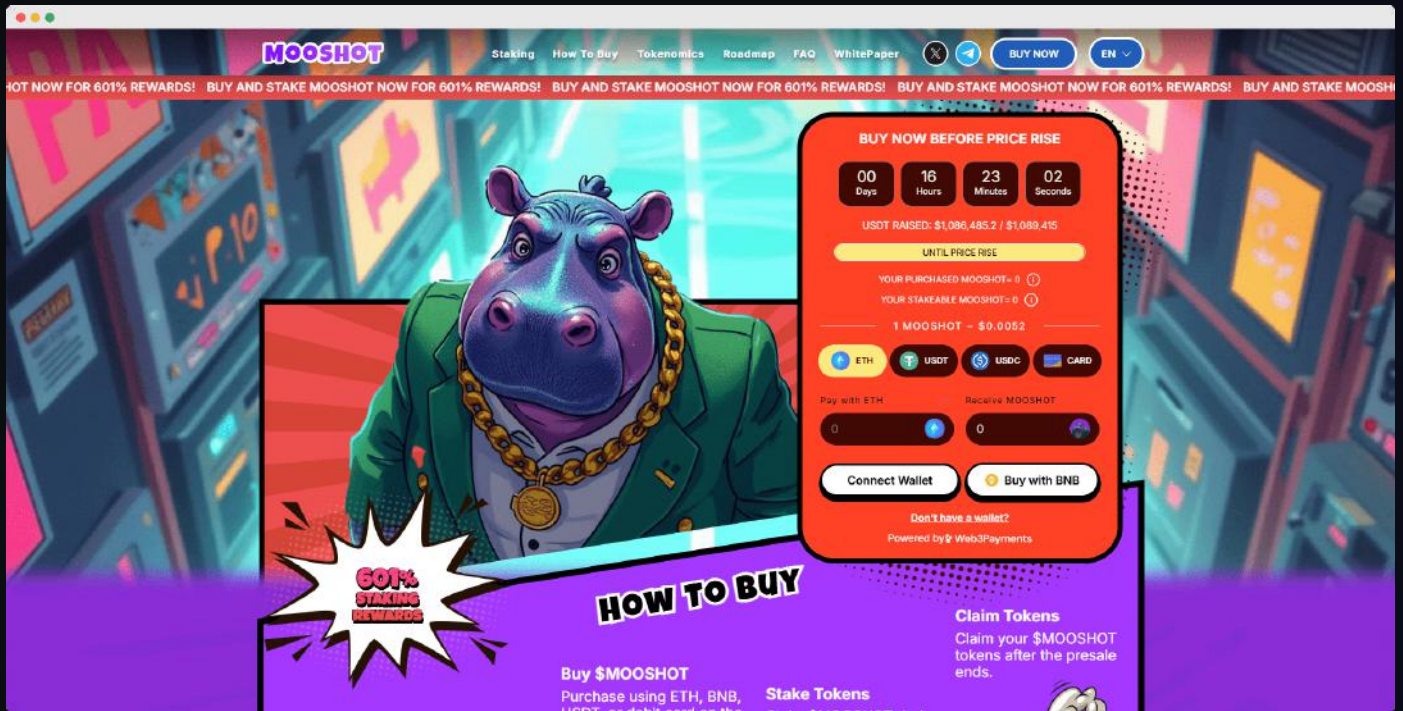 MOOSHOT
Staking How To Buy Tokenomics Roadmap FAQ WhitePaper BUY NOW EN
HOT NOW FOR 601% REWARDS! BUY AND STAKE MOOSHOT NOW FOR 601% REWARDS! BUY AND STAKE MOOSHOT NOW FOR 601% REWARDS! BUY AND STAKE MOOSHOT NOW FOR 601% REWARDS! BUY AND STAKE MOOSH
PA
V.P.10
BUY NOW BEFORE PRICE RISE
00 16 23 02
Days Hours Minutes Seconds
USDT RAISED: $1,086,485.2 / $1,089,415
UNTIL PRICE RISE
YOUR PURCHASED MOOSHOT= 0
YOUR STAKEABLE MOOSHOT= 0
1 MOOSHOT ~ $0.0052
ETH USDT USDC CARD
Pay with ETH Receive MOOSHOT
0 0
Connect Wallet Buy with BNB
Don't have a wallet?
Powered by Web3Payments
601%
STAKING
REWARDS
HOW TO BUY
Buy $MOOSHOT
Purchase using ETH, BNB,
Stake Tokens
Claim Tokens
Claim your $MOOSHOT
tokens after the presale
ends.